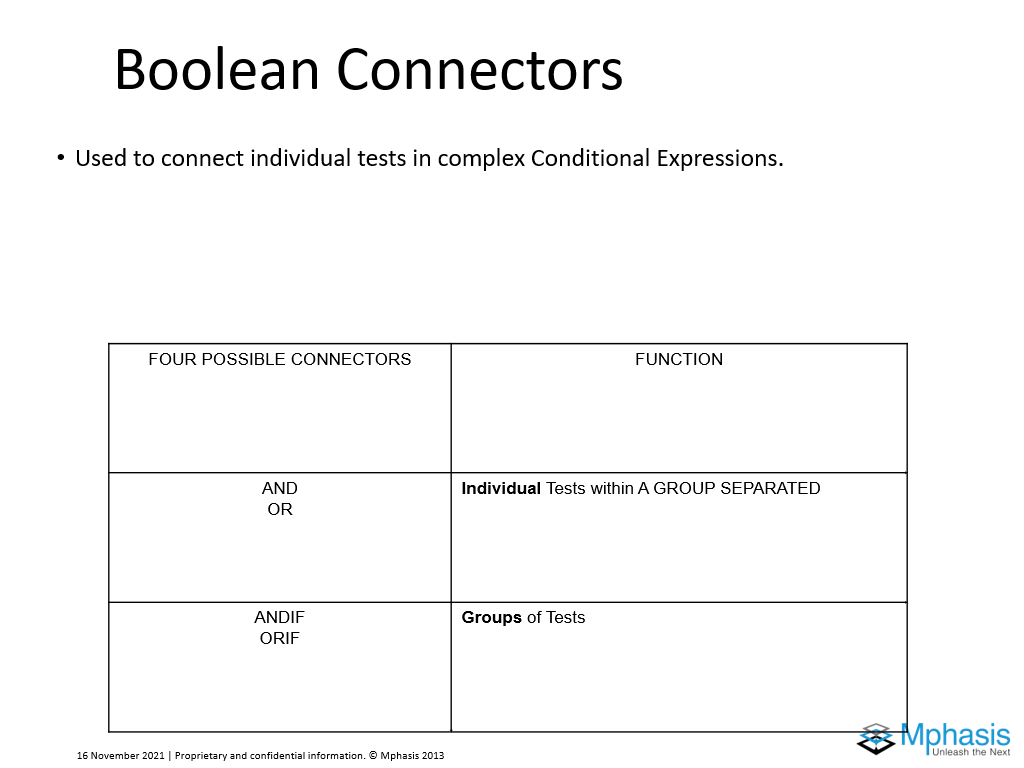 Boolean Connectors
• Used to connect individual tests in complex Conditional Expressions.
FOUR POSSIBLE CONNECTORS
FUNCTION
AND
OR
Individual Tests within A GROUP SEPARATED
ANDIF
ORIF
Groups of Tests
16 November 2021 | Proprietary and confidential information. © Mphasis 2013
Mphasis
Unleash the Next